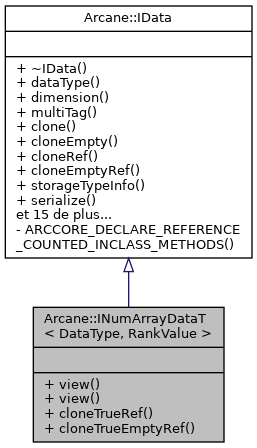 Arcane::IData
+ ~IData()
+ dataType()
+ dimension()
+ multiTag()
+ clone()
+ cloneEmpty()
+ cloneRef()
+ cloneEmptyRef()
+ storageTypeInfo()
+ serialize()
et 15 de plus...
- ARCCORE_DECLARE_REFERENCE
_COUNTED_INCLASS_METHODS()
Arcane::INumArrayDataT
< DataType, RankValue >
+ view()
+ view()
+ cloneTrueRef()
+ cloneTrueEmptyRef()